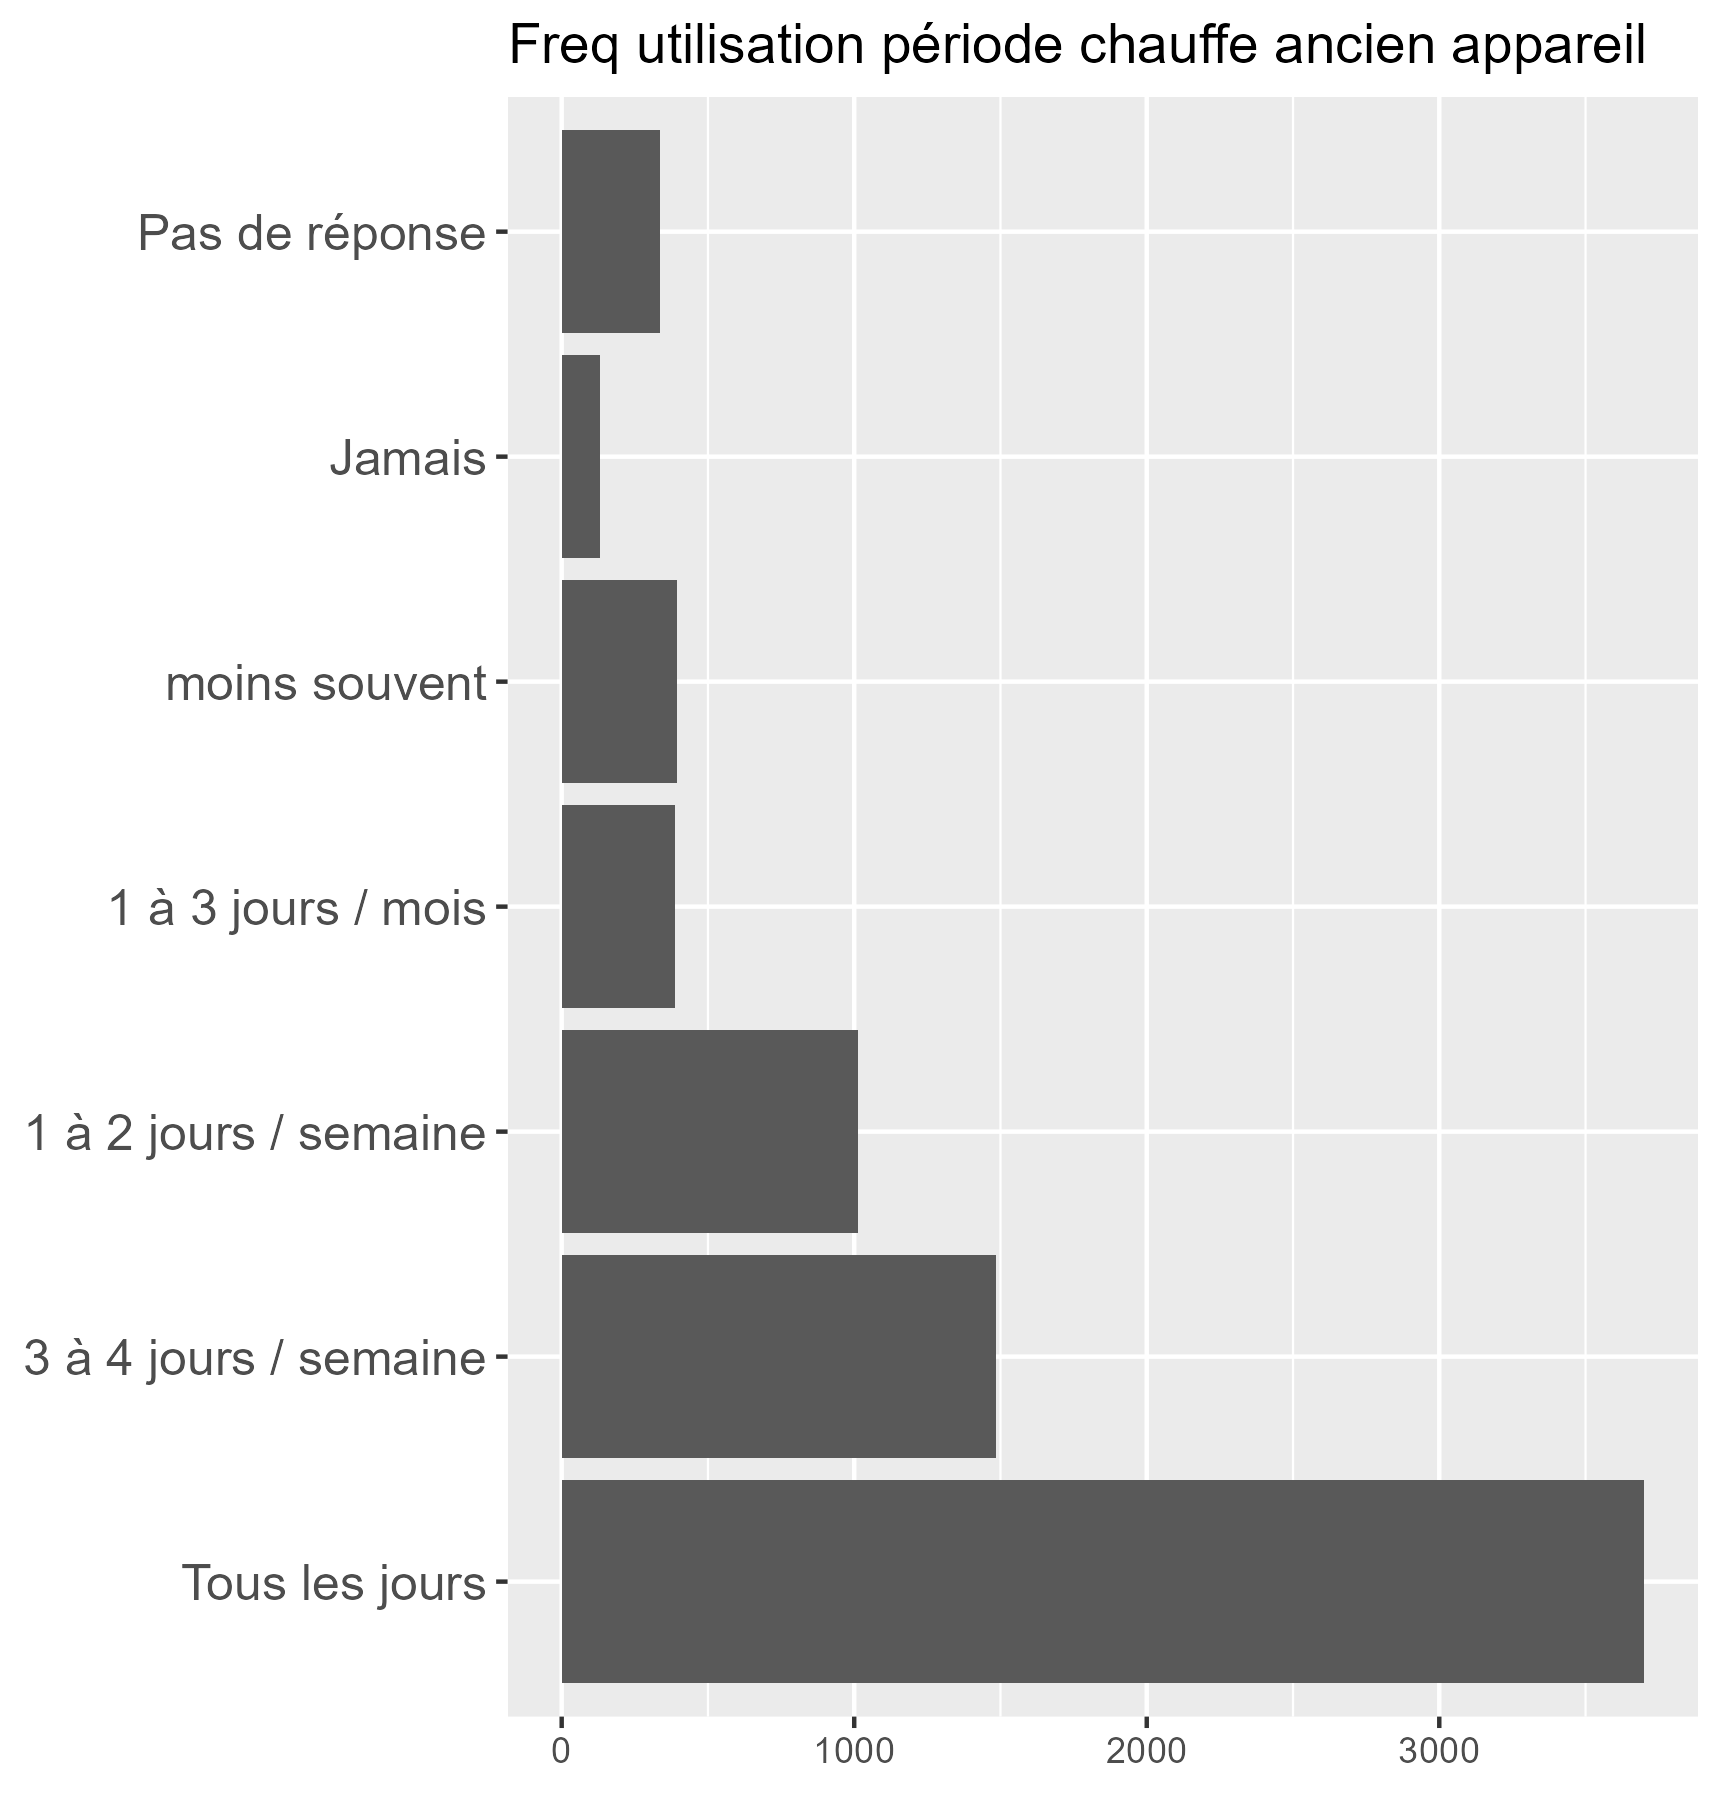 Freq utilisation période chauffe ancien appareil
Pas de réponse
Jamais
moins souvent
1 à 3 jours / mois
1 à 2 jours / semaine
3 à 4 jours / semaine
Tous les jours
0 1000 2000 3000